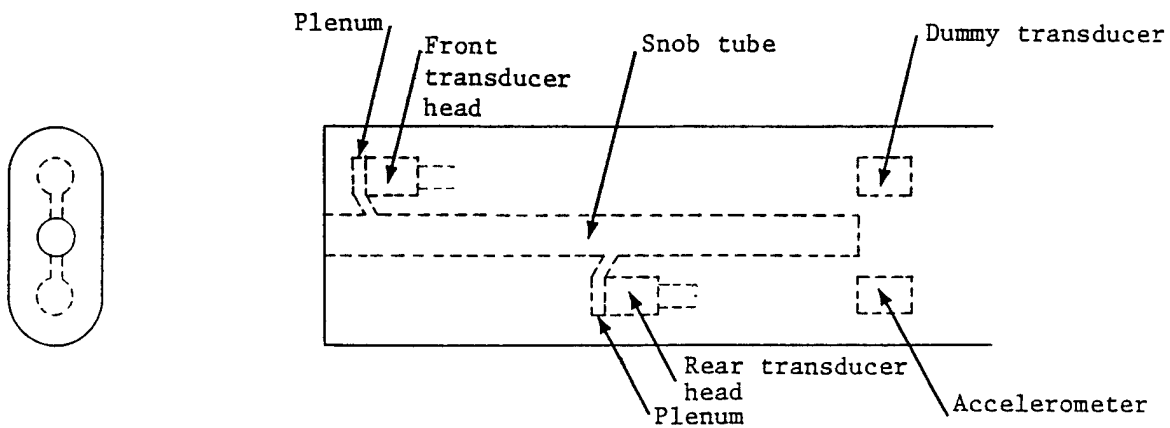 Plenum
Front
transducer
head
Snob tube
Dummy transducer
Rear transducer
head
Plenum
Accelerometer